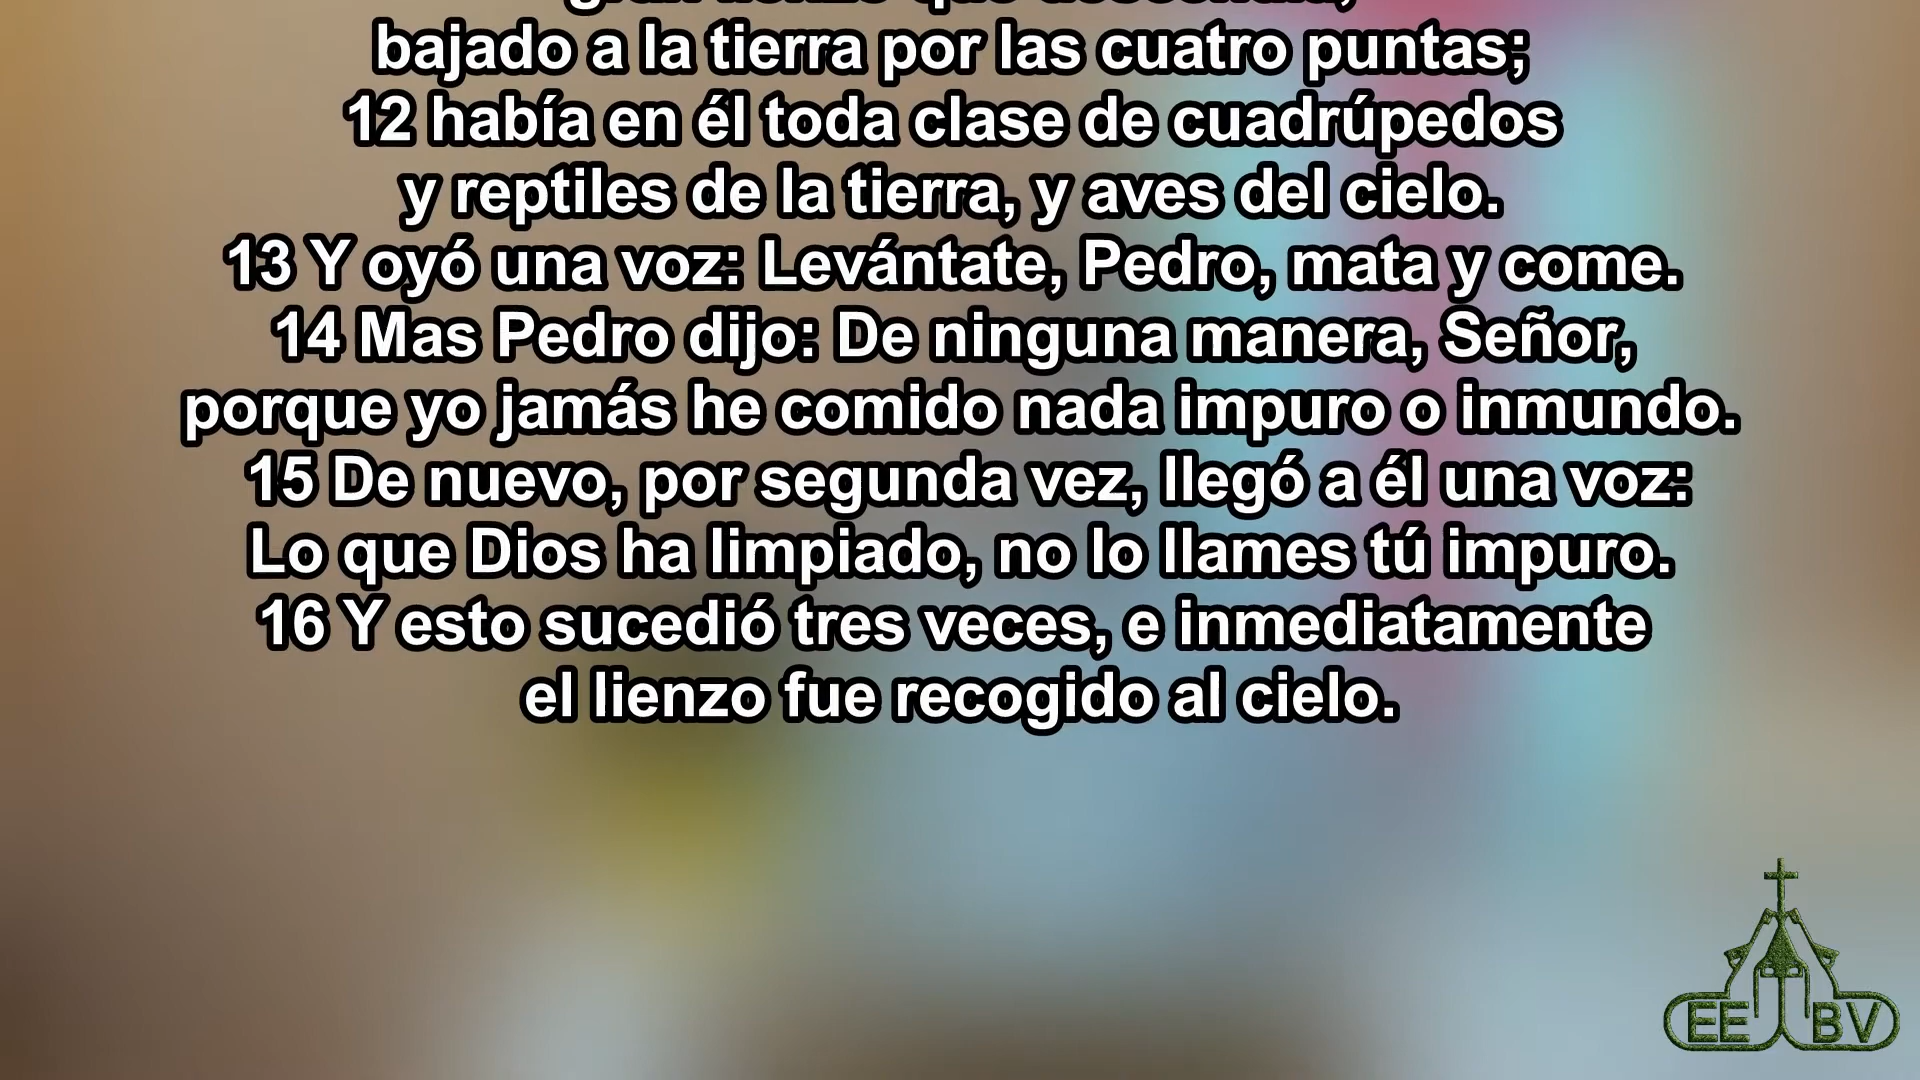 gran lienzo que descendía,
bajado a la tierra por las cuatro puntas;
12 había en él toda clase de cuadrúpedos
y reptiles de la tierra, y aves del cielo.
13 Y oyó una voz: Levántate, Pedro, mata y come.
14 Mas Pedro dijo: De ninguna manera, Señor,
porque yo jamás he comido nada impuro o inmundo.
15 De nuevo, por segunda vez, llegó a él una voz:
Lo que Dios ha limpiado, no lo llames tú impuro.
16 Y esto sucedió tres veces, e inmediatamente
el lienzo fue recogido al cielo.
EE BV